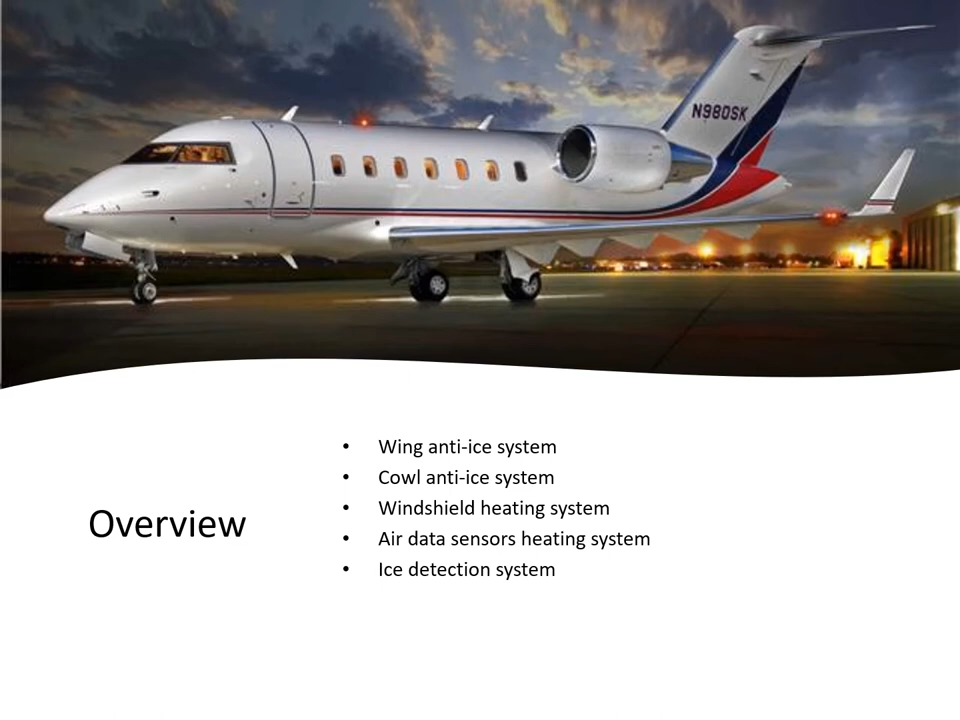 N980SK
Overview
• Wing anti-ice system
• Cowl anti-ice system
• Windshield heating system
• Air data sensors heating system
• Ice detection system